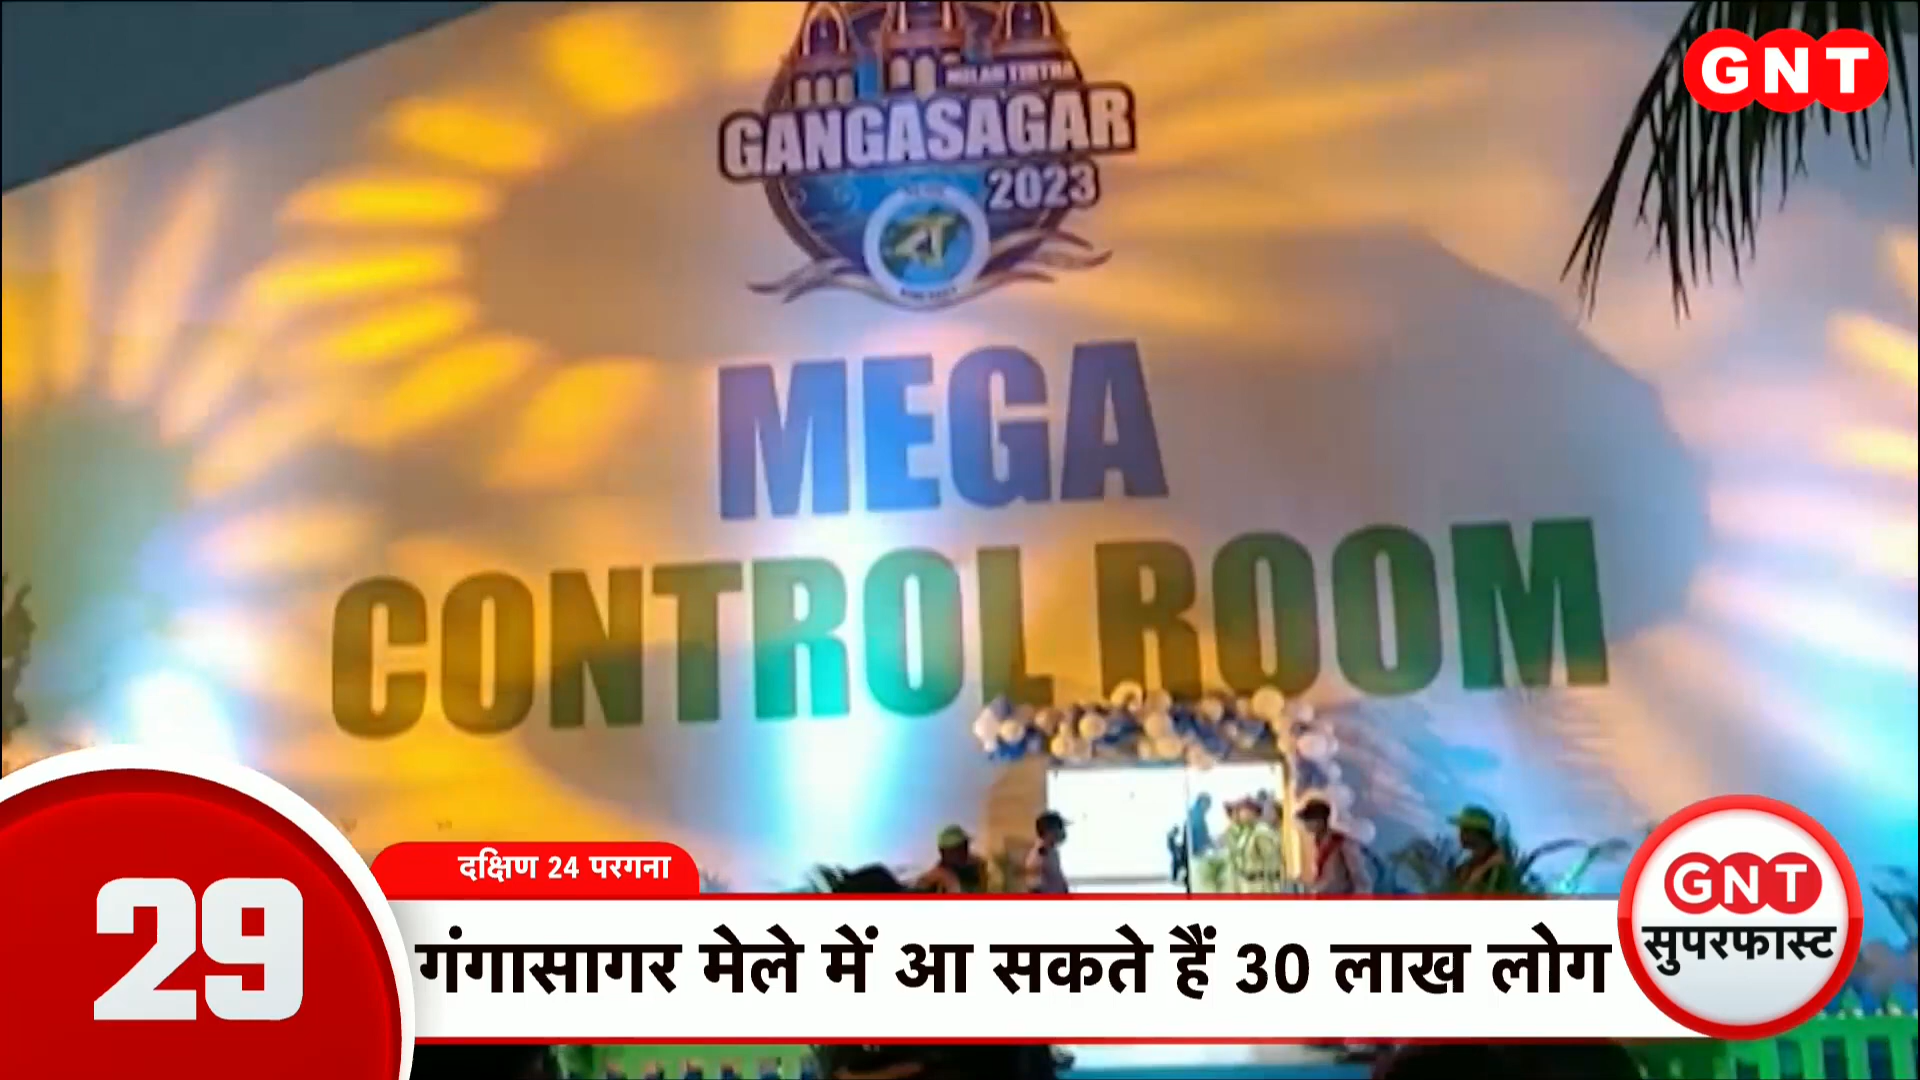 GNT
MILAN TIRTHA
GANGASAGAR
2023
MEGA
CONTROL ROOM
दक्षिण 24 परगना
29
गंगासागर मेले में आ सकते हैं 30 लाख लोग
GNT
सुपरफास्ट